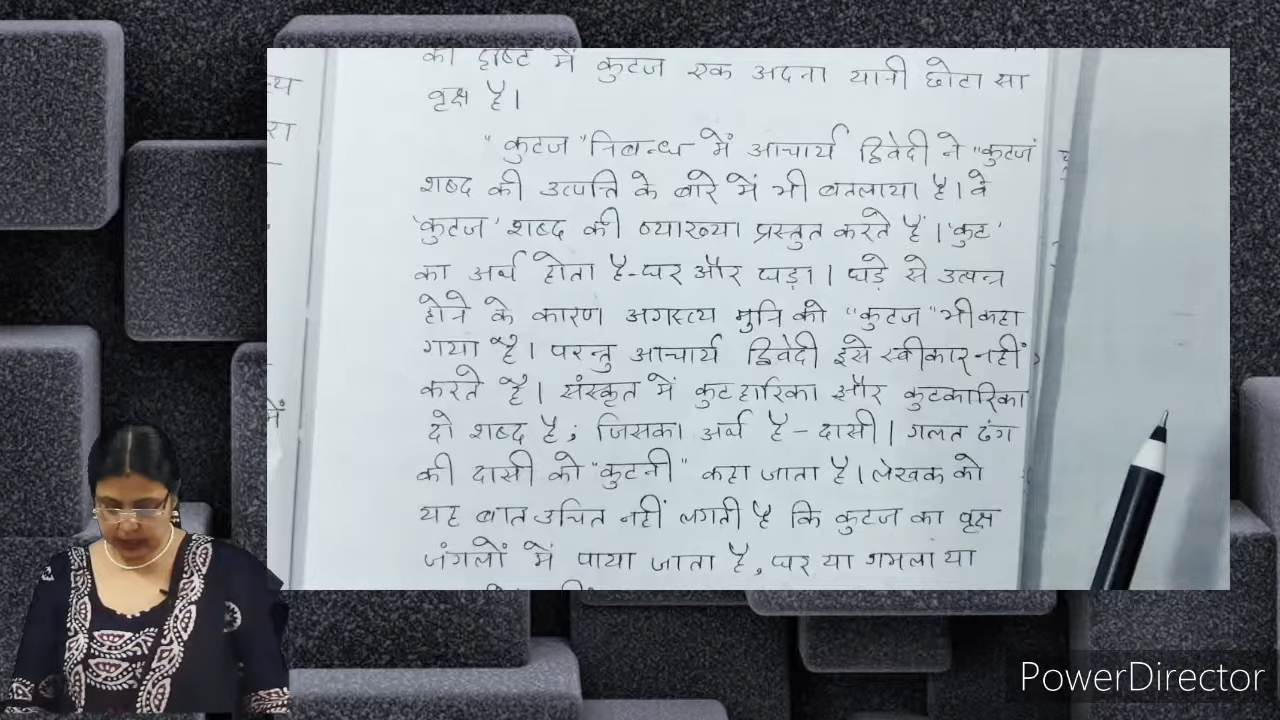 की दृष्टि में कुटज एक अदना यानी छोटा सा
वृक्ष है।
"कुटज" निबन्ध में आचार्य द्विवेदी ने "कुटज
शब्द की उत्पत्ति के बारे में भी बतलाया है। वे
'कुटज' शब्द की व्याख्या प्रस्तुत करते हैं। 'कुट'
का अर्थ होता है-घर और घड़ा। घड़े से उत्पन्न
होने के कारण अगस्त्य मुनि को "कुटज" भी कहा
गया है। परन्तु आचार्य द्विवेदी इसे स्वीकार नहीं
करते है। संस्कृत में कुटहारिका और कुटकारिका
दो शब्द है; जिसका अर्थ है - दासी। गलत ढंग
की दासी को "कुटनी" कहा जाता है। लेखक को
यह बात उचित नहीं लगती है कि कुटज का वृक्ष
जंगलों में पाया जाता है, घर या गमला या
PowerDirector